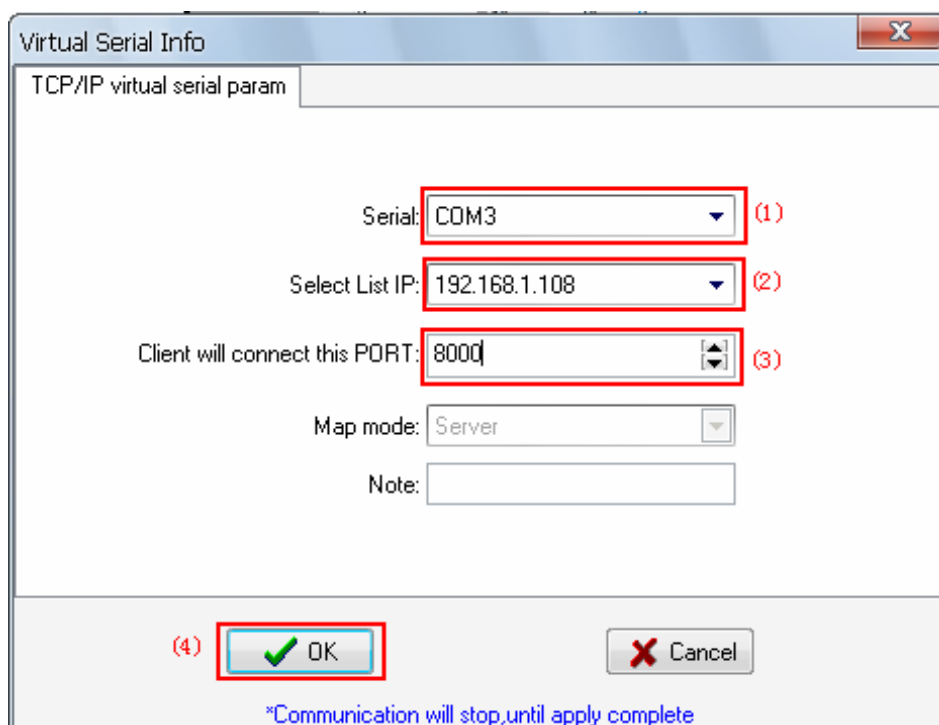 Virtual Serial Info
TCP/IP virtual serial param
Serial: COM3 (1)
Select List IP: 192.168.1.108 (2)
Client will connect this PORT: 8000 (3)
Map mode: Server
Note:
(4) OK Cancel
*Communication will stop,until apply complete